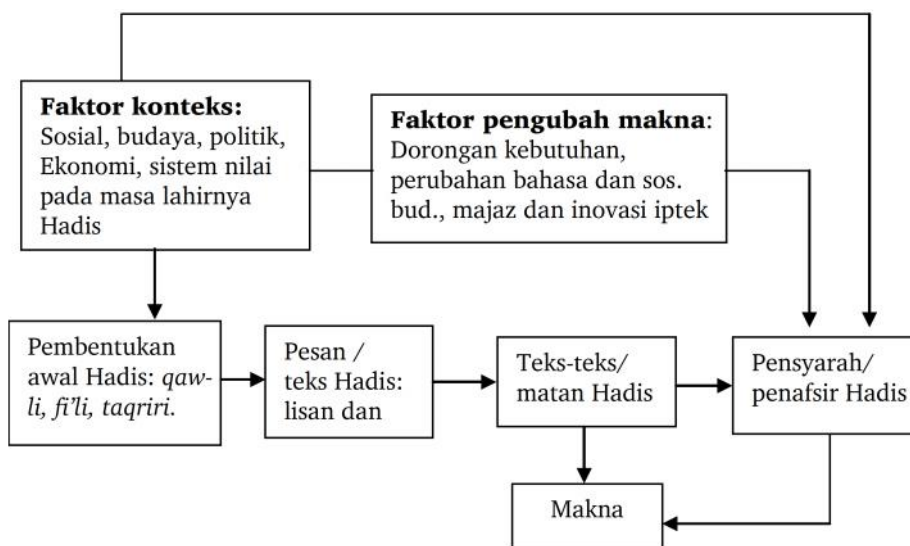 Faktor konteks:
Sosial, budaya, politik,
Ekonomi, sistem nilai
pada masa lahirnya
Hadis
Faktor pengubah makna:
Dorongan kebutuhan,
perubahan bahasa dan sos.
bud., majaz dan inovasi iptek
Pembentukan
awal Hadis: qaw-
li, fi’li, taqriri.
Pesan /
teks Hadis:
lisan dan
Teks-teks/
matan Hadis
Pensyarah/
penafsir Hadis
Makna